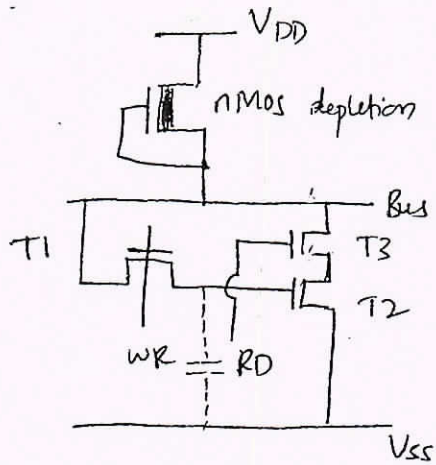 VDD
nMos depletion
Bus
T1
T3
T2
WR
RD
Vss